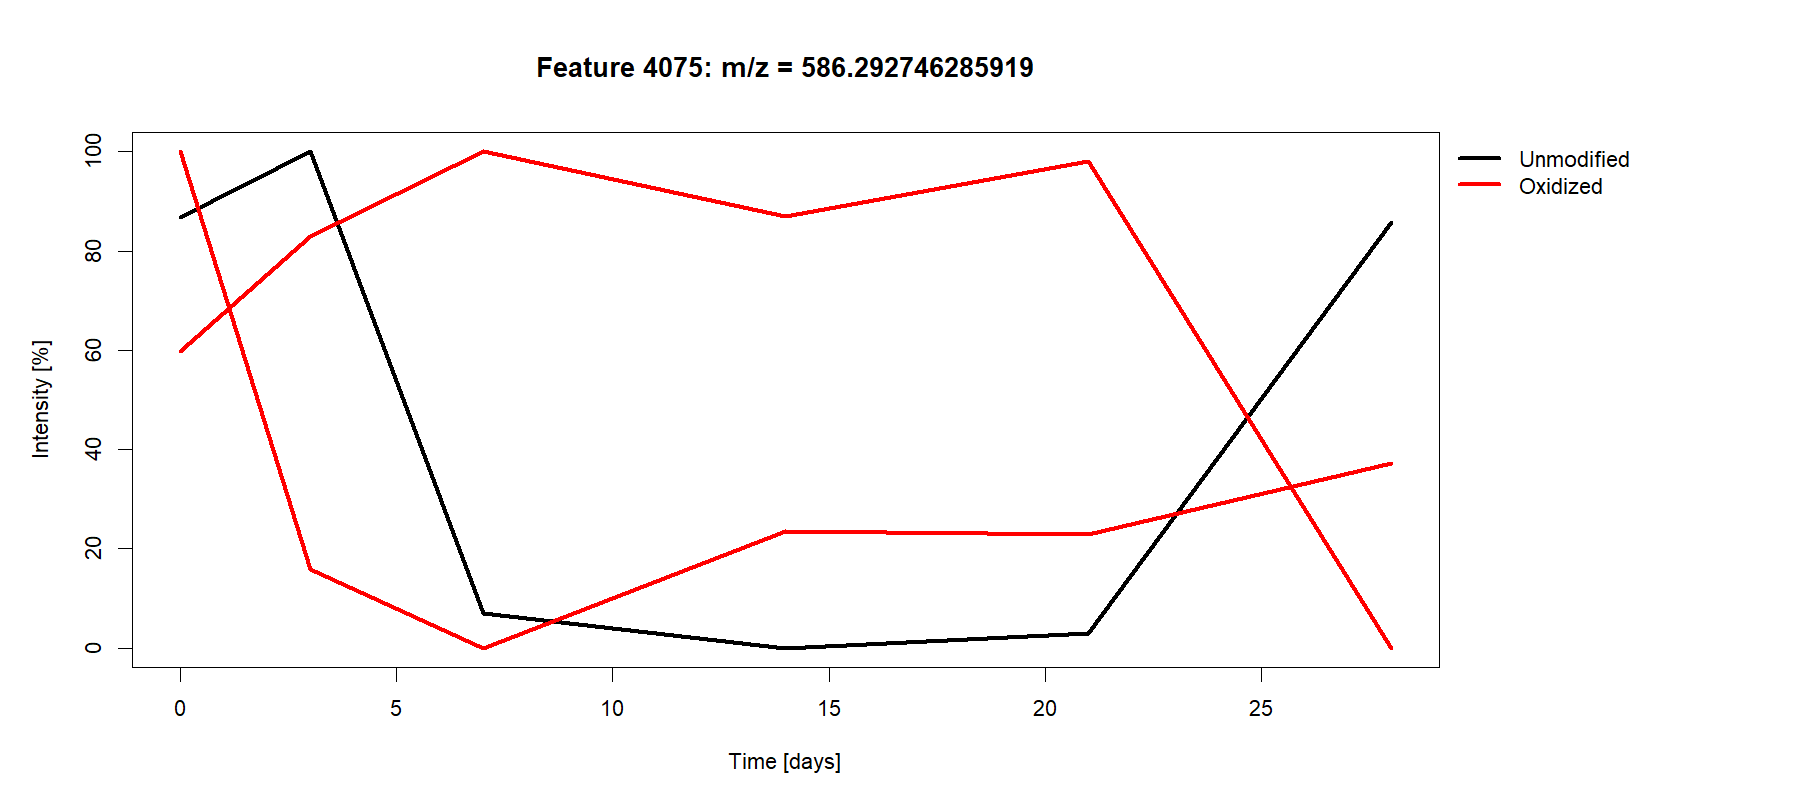 Feature 4075: m/z = 586.292746285919
Unmodified
Oxidized
Intensity [%]
100
80
60
40
20
0
0 5 10 15 20 25
Time [days]